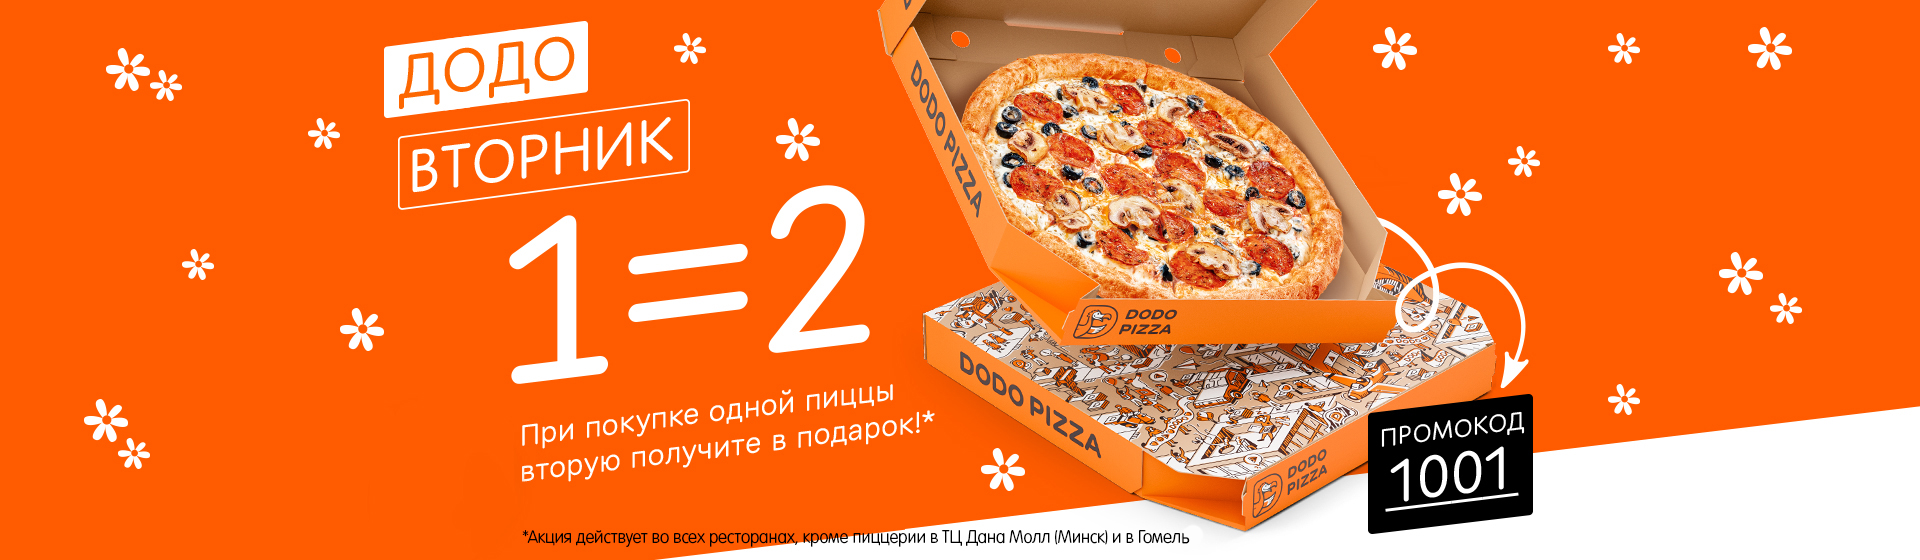 ДОДО
ВТОРНИК
1=2
При покупке одной пиццы
вторую получите в подарок!*
DODO PIZZA
DODO
PIZZA
DODO PIZZA
DODO
PIZZA
ПРОМОКОД
1001
*Акция действует во всех ресторанах, кроме пиццерии в ТЦ Дана Молл (Минск) и в Гомель